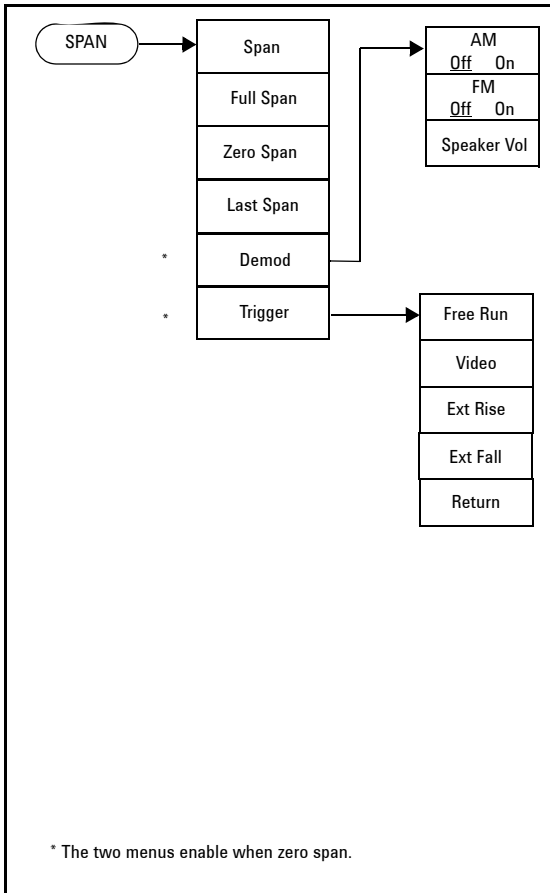 SPAN
Span
Full Span
Zero Span
Last Span
* Demod
* Trigger
AM
Off On
FM
Off On
Speaker Vol
Free Run
Video
Ext Rise
Ext Fall
Return
* The two menus enable when zero span.